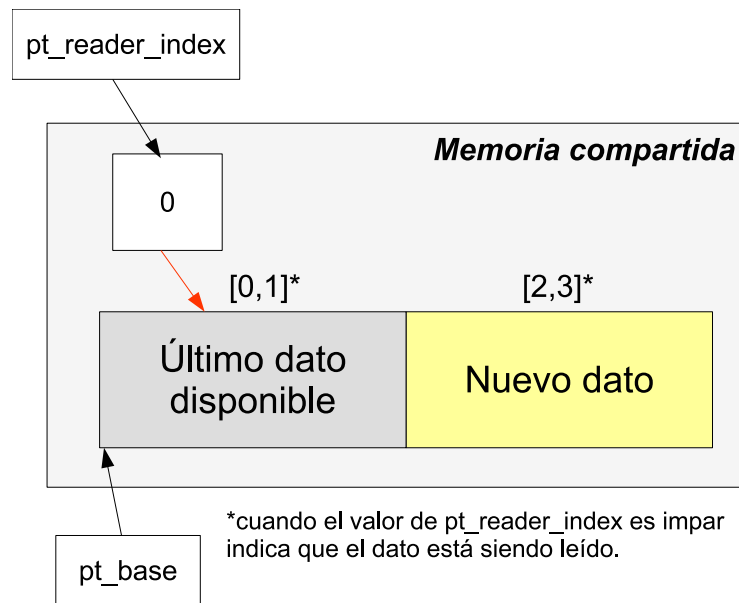 pt_reader_index
Memoria compartida
0
[0,1]*
[2,3]*
Último dato
disponible
Nuevo dato
*cuando el valor de pt_reader_index es impar
indica que el dato está siendo leído.
pt_base